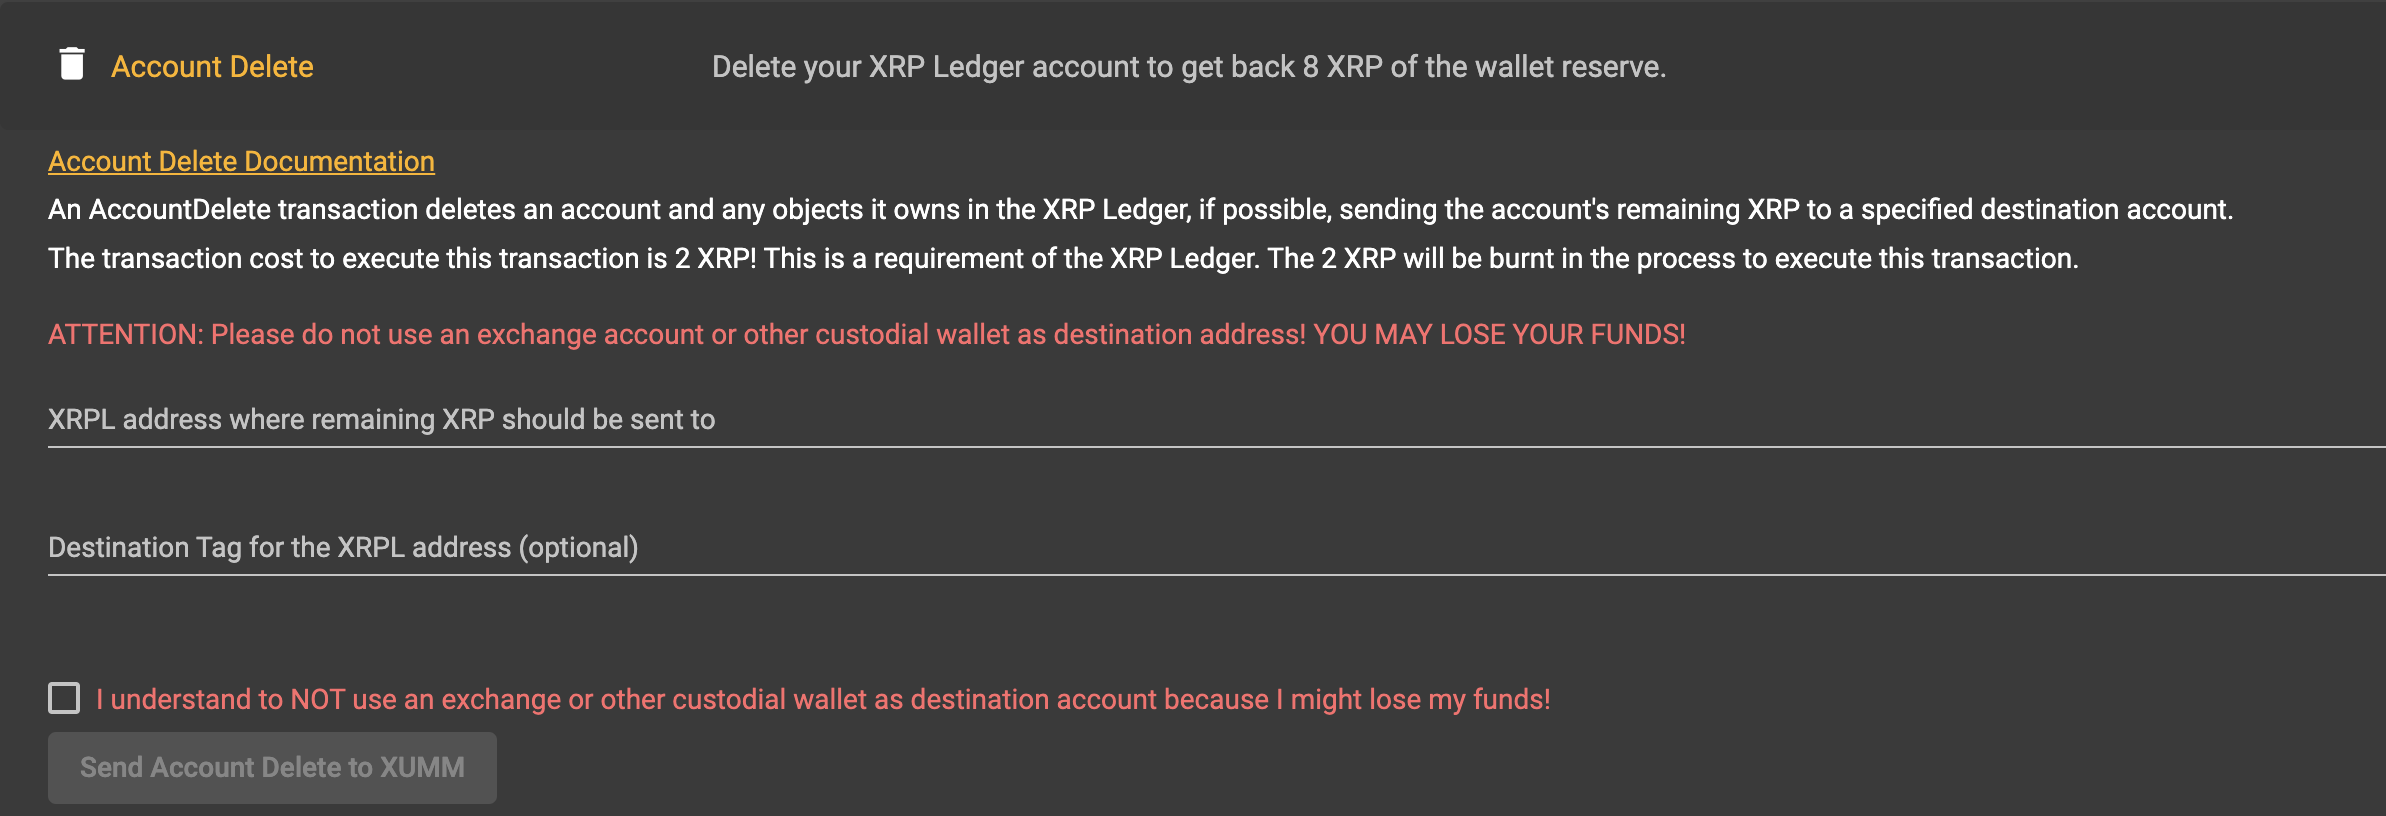 Account Delete
Delete your XRP Ledger account to get back 8 XRP of the wallet reserve.
Account Delete Documentation
An AccountDelete transaction deletes an account and any objects it owns in the XRP Ledger, if possible, sending the account's remaining XRP to a specified destination account.
The transaction cost to execute this transaction is 2 XRP! This is a requirement of the XRP Ledger. The 2 XRP will be burnt in the process to execute this transaction.
ATTENTION: Please do not use an exchange account or other custodial wallet as destination address! YOU MAY LOSE YOUR FUNDS!
XRPL address where remaining XRP should be sent to
Destination Tag for the XRPL address (optional)
I understand to NOT use an exchange or other custodial wallet as destination account because I might lose my funds!
Send Account Delete to XUMM